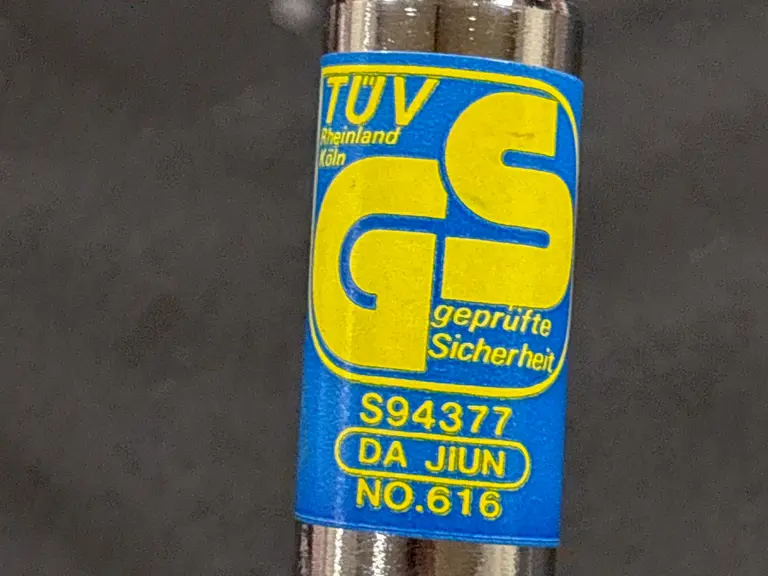 TÜV
Rheinland
Köln
GS
geprüfte
Sicherheit
S94377
DA JIUN
NO.616